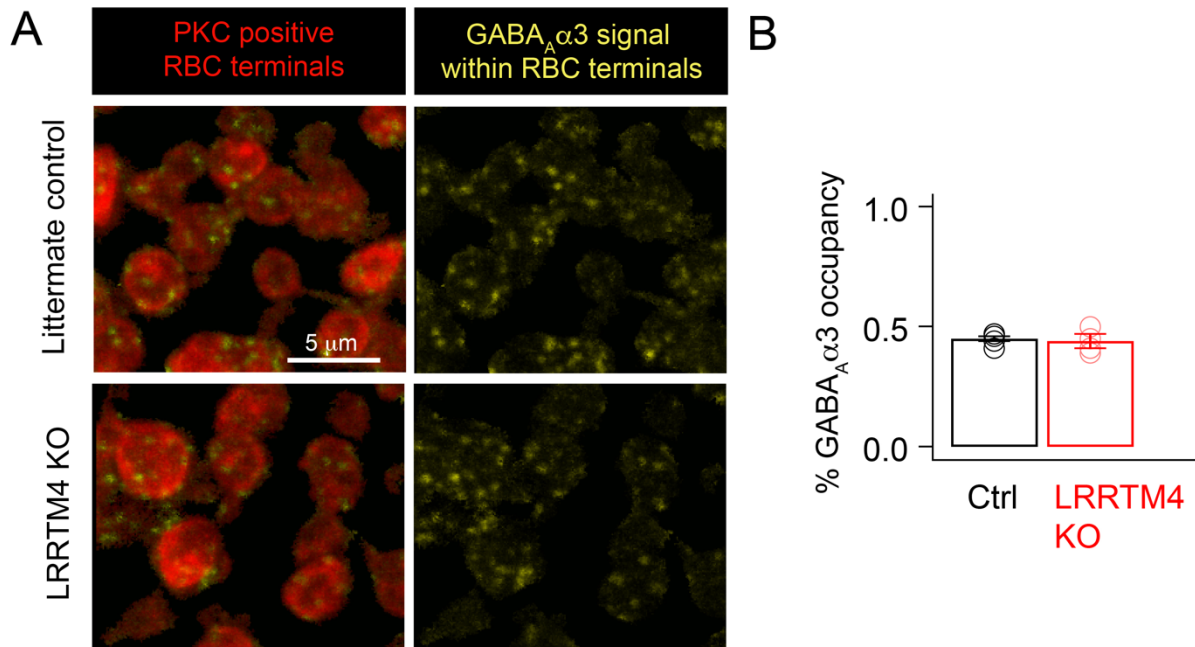 A
PKC positive
RBC terminals
GABAAα3 signal
within RBC terminals
Littermate control
5 μm
LRRTM4 KO
B
% GABAAα3 occupancy
1.0
0.5
0.0
Ctrl
LRRTM4
KO